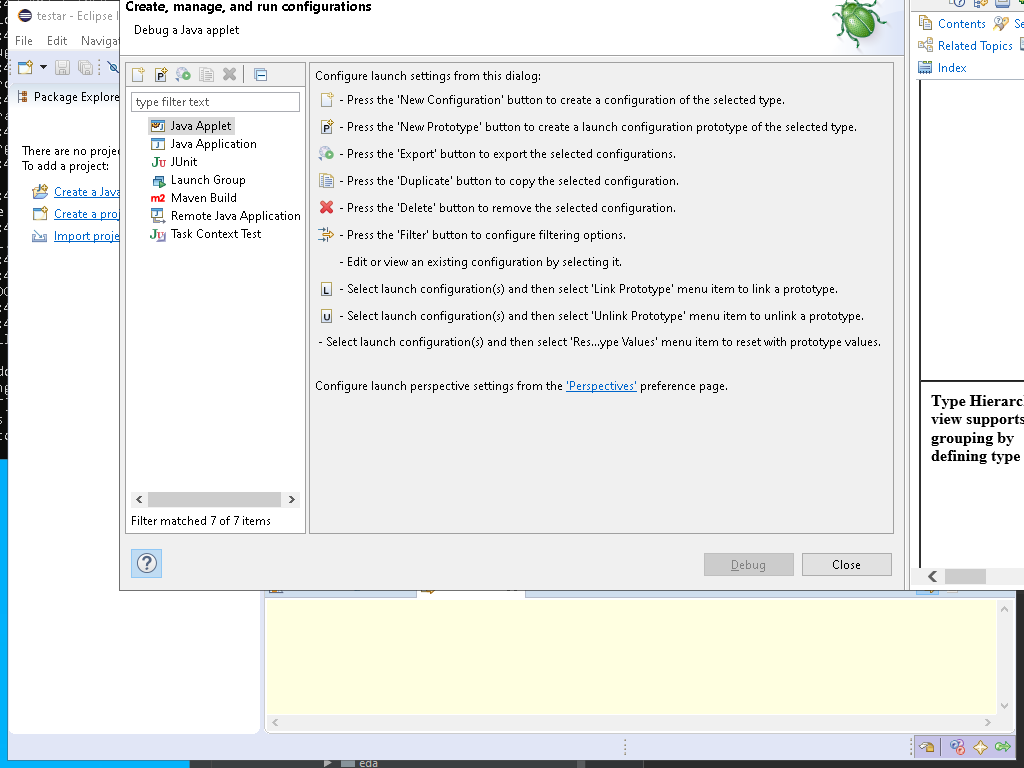 testar - Eclipse I
Create, manage, and run configurations
Debug a Java applet
File Edit Naviga
Package Explore
type filter text
There are no proje
To add a project:
Create a Java
Create a proj
Import proje
Java Applet
Java Application
JUnit
Launch Group
Maven Build
Remote Java Application
Task Context Test
Filter matched 7 of 7 items
Configure launch settings from this dialog:
- Press the 'New Configuration' button to create a configuration of the selected type.
- Press the 'New Prototype' button to create a launch configuration prototype of the selected type.
- Press the 'Export' button to export the selected configurations.
- Press the 'Duplicate' button to copy the selected configuration.
- Press the 'Delete' button to remove the selected configuration.
- Press the 'Filter' button to configure filtering options.
- Edit or view an existing configuration by selecting it.
- Select launch configuration(s) and then select 'Link Prototype' menu item to link a prototype.
- Select launch configuration(s) and then select 'Unlink Prototype' menu item to unlink a prototype.
- Select launch configuration(s) and then select 'Res...ype Values' menu item to reset with prototype values.
Configure launch perspective settings from the 'Perspectives' preference page.
Debug Close
Contents Se
Related Topics
Index
Type Hierarc
view supports
grouping by
defining type
eda